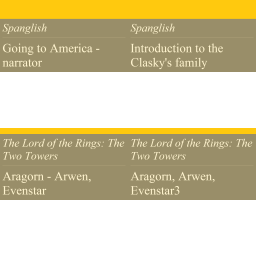 Spanglish
Spanglish
Going to America -
narrator
Introduction to the
Clasky's family
The Lord of the Rings: The
Two Towers
The Lord of the Rings: The
Two Towers
Aragorn - Arwen,
Evenstar
Aragorn, Arwen,
Evenstar3